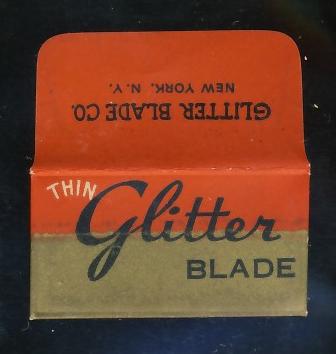 GLITTER BLADE CO.
NEW YORK, N. Y.
THIN
Glitter
BLADE